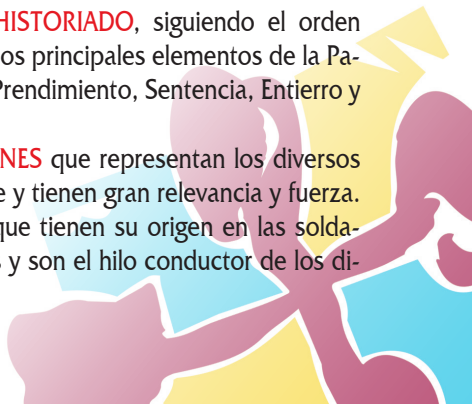 HISTORIADO, siguiendo el orden
os principales elementos de la Pa-
Prendimiento, Sentencia, Entierro y
NES que representan los diversos
e y tienen gran relevancia y fuerza.
que tienen su origen en las solda-
s y son el hilo conductor de los di-